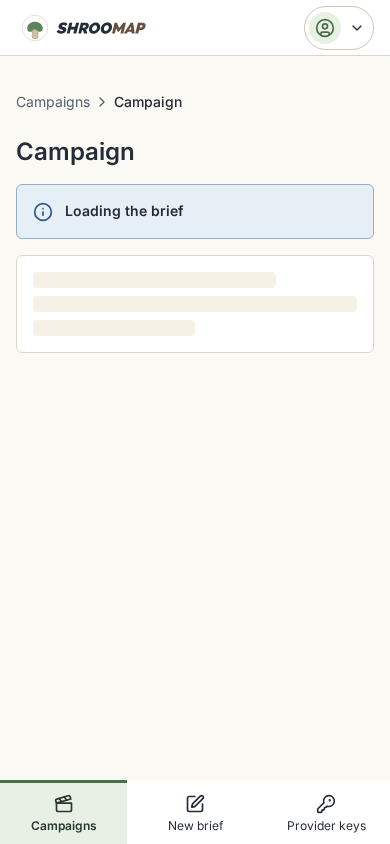 SHROOMAP
Campaigns > Campaign
Campaign
Loading the brief
Campaigns
New brief
Provider keys